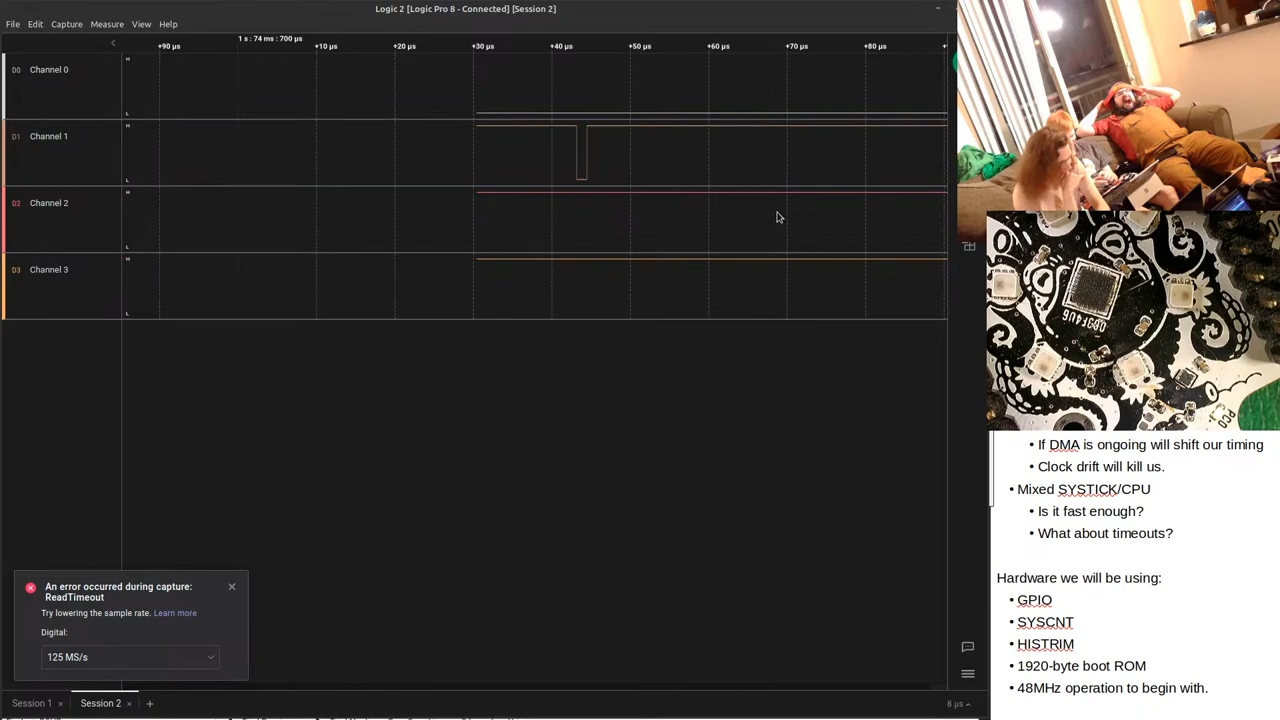 Logic 2 [Logic Pro 8 - Connected] [Session 2]
File Edit Capture Measure View Help
1 s : 74 ms : 700 µs
+90 µs +10 µs +20 µs +30 µs +40 µs +50 µs +60 µs +70 µs +80 µs
D0 Channel 0
H
L
D1 Channel 1
H
L
D2 Channel 2
H
L
D3 Channel 3
H
L
An error occurred during capture:
ReadTimeout
Try lowering the sample rate. Learn more
Digital:
125 MS/s
Session 1 Session 2
8 µs
PC0
• If DMA is ongoing will shift our timing
• Clock drift will kill us.
• Mixed SYSTICK/CPU
• Is it fast enough?
• What about timeouts?
Hardware we will be using:
• GPIO
• SYSCNT
• HISTRIM
• 1920-byte boot ROM
• 48MHz operation to begin with.